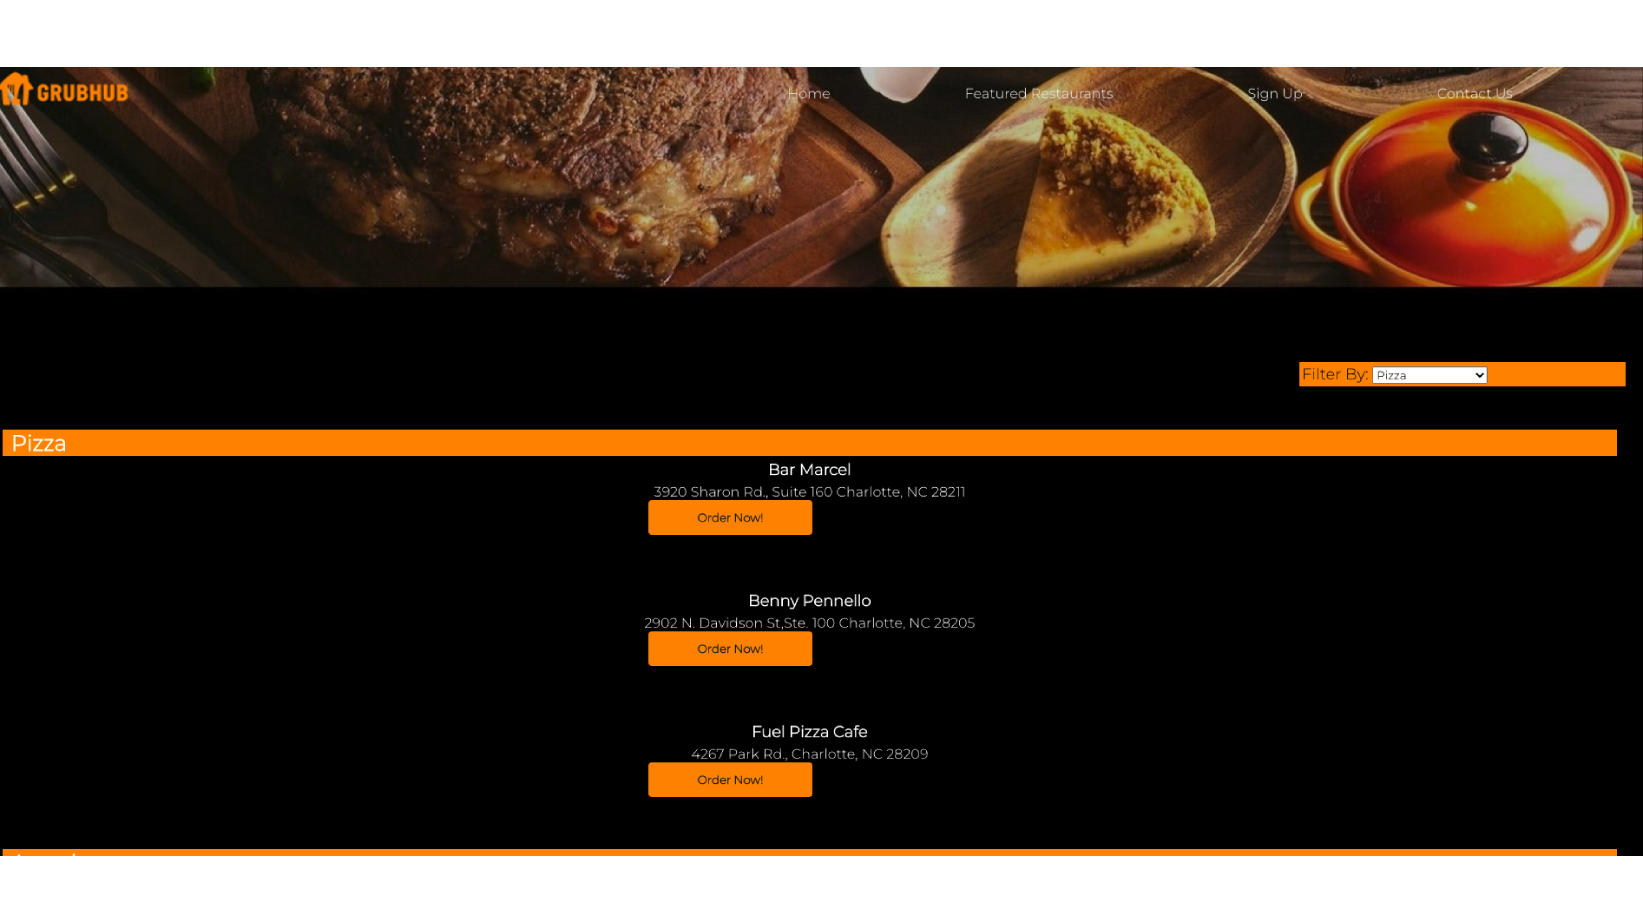 GRUBHUB
Home Featured Restaurants Sign Up Contact Us
Filter By: Pizza
Pizza
Bar Marcel
3920 Sharon Rd., Suite 160 Charlotte, NC 28211
Order Now!
Benny Pennello
2902 N. Davidson St,Ste. 100 Charlotte, NC 28205
Order Now!
Fuel Pizza Cafe
4267 Park Rd., Charlotte, NC 28209
Order Now!